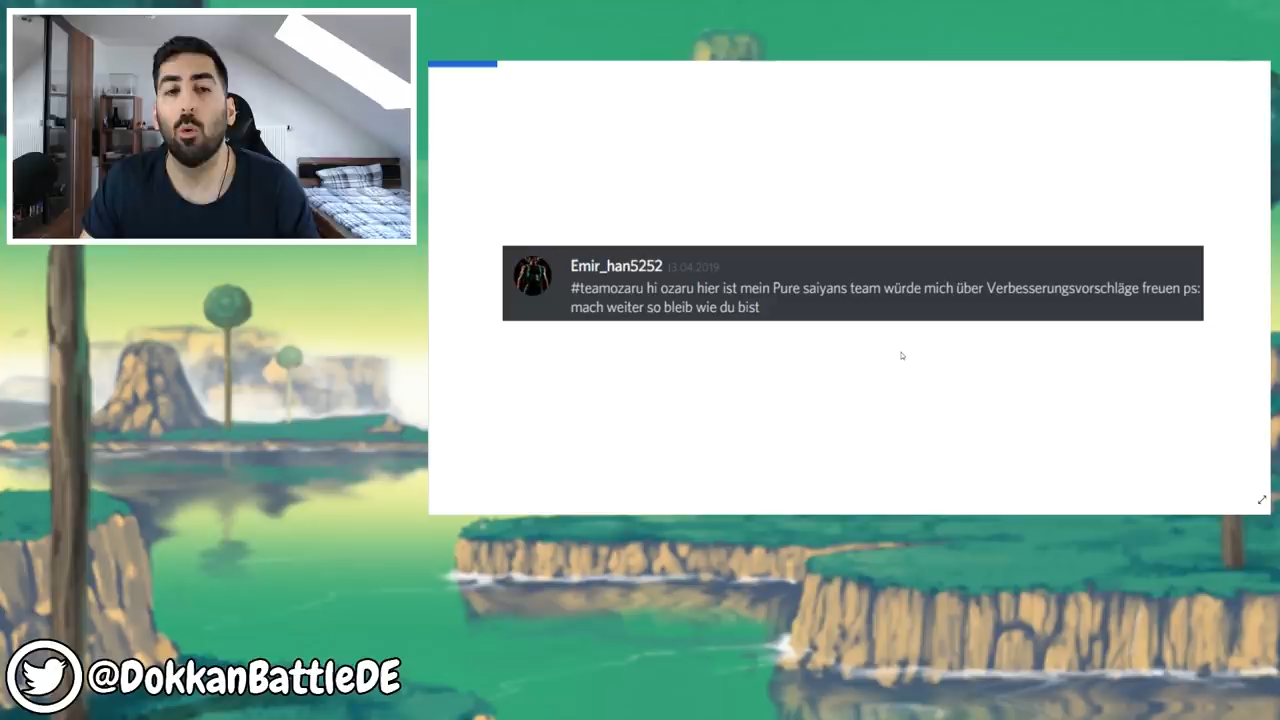 Emir_han5252 13.04.2019
#teamozaru hi ozaru hier ist mein Pure saiyans team würde mich über Verbesserungsvorschläge freuen ps:
mach weiter so bleib wie du bist
@DokkanBattleDE